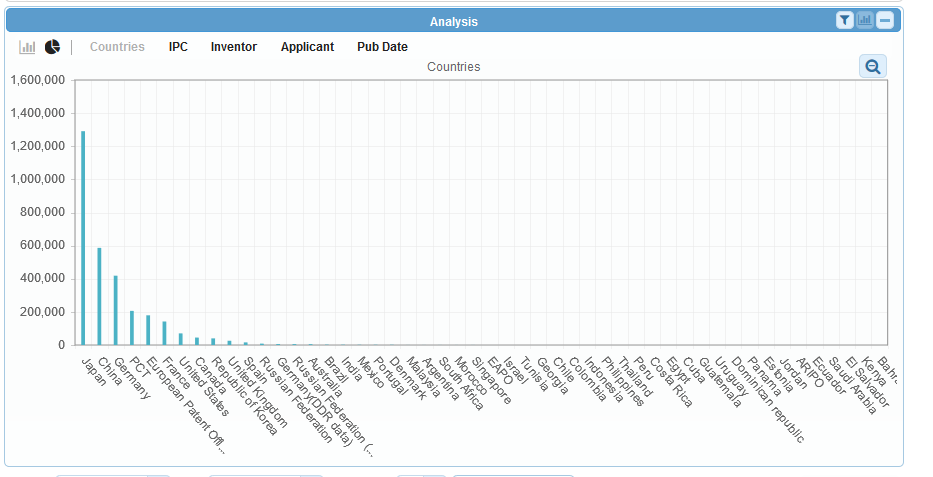 Analysis
Countries IPC Inventor Applicant Pub Date
Countries
1,600,000
1,400,000
1,200,000
1,000,000
800,000
600,000
400,000
200,000
0
Japan
China
Germany
PCT
European Patent Offi...
France
United States
Canada
Republic of Korea
United Kingdom
Spain
Russian Federation
Germany(DDR data)
Russian Federation (...
Australia
Brazil
India
Mexico
Portugal
Denmark
Malaysia
Argentina
South Africa
Morocco
Singapore
EAPO
Israel
Tunisia
Georgia
Chile
Colombia
Indonesia
Philippines
Thailand
Peru
Costa Rica
Egypt
Cuba
Guatemala
Uruguay
Dominican republic
Panama
Estonia
Jordan
ARIPO
Ecuador
Saudi Arabia
El Salvador
Kenya